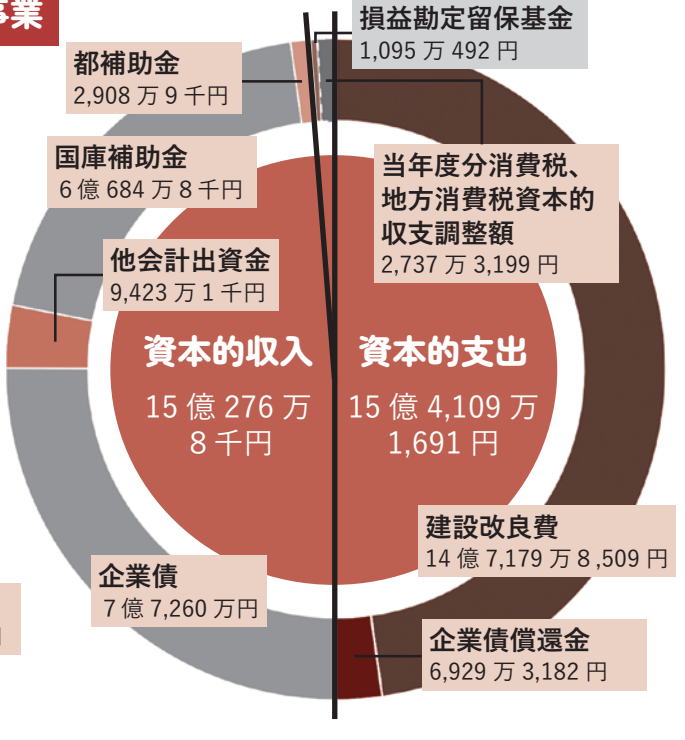 事業
損益勘定留保基金
1,095 万 492 円
都補助金
2,908 万 9 千円
国庫補助金
6 億 684 万 8 千円
当年度分消費税、
地方消費税資本的
収支調整額
2,737 万 3,199 円
他会計出資金
9,423 万 1 千円
資本的収入
15 億 276 万
8 千円
資本的支出
15 億 4,109 万
1,691 円
建設改良費
14 億 7,179 万 8,509 円
企業債
7 億 7,260 万円
企業債償還金
6,929 万 3,182 円